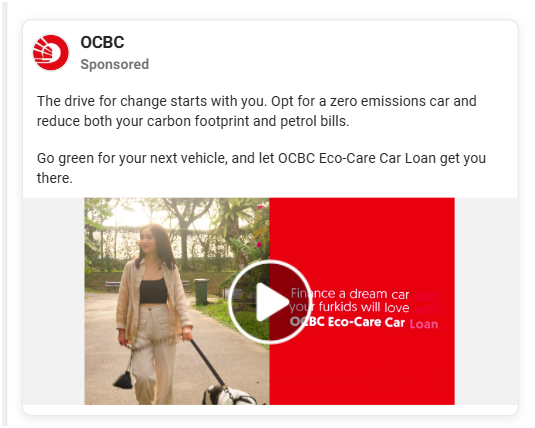 OCBC
Sponsored
The drive for change starts with you. Opt for a zero emissions car and
reduce both your carbon footprint and petrol bills.
Go green for your next vehicle, and let OCBC Eco-Care Car Loan get you
there.
Finance a dream car
your furkids will love
OCBC Eco-Care Car Loan